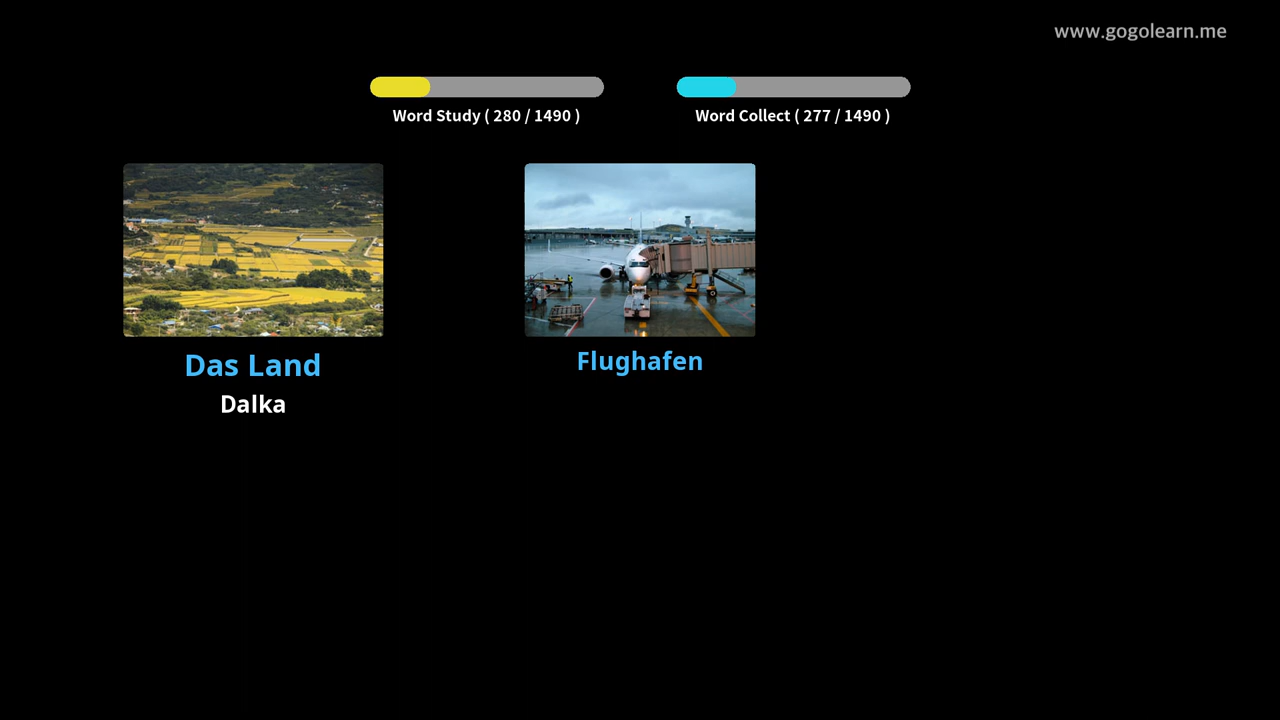 www.gogolearn.me
Word Study ( 280 / 1490 )
Word Collect ( 277 / 1490 )
Das Land
Dalka
Flughafen